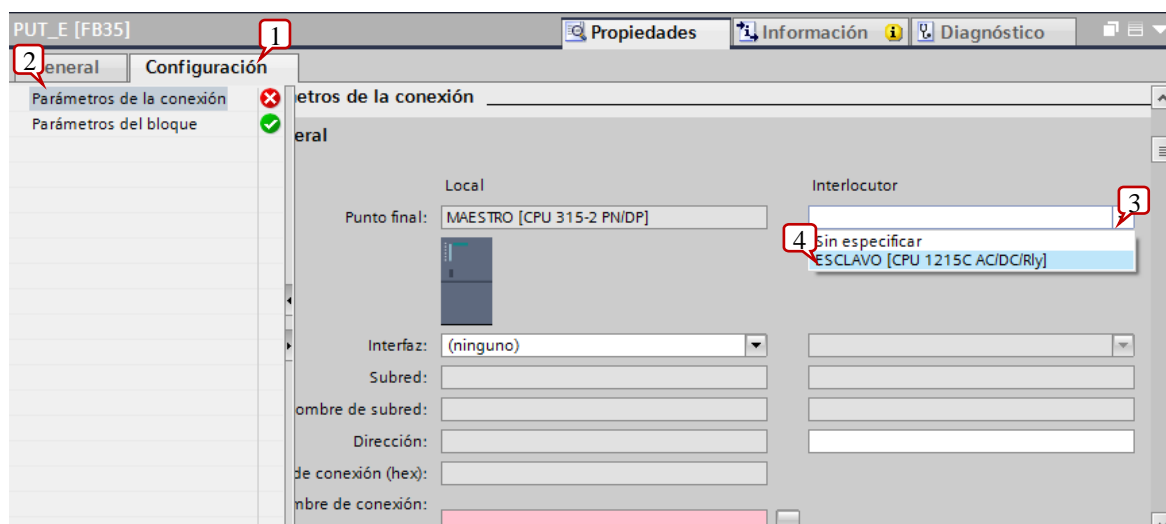 PUT_E [FB35]
Propiedades
Información
Diagnóstico
1
2
eneral
Configuración
Parámetros de la conexión
etros de la conexión
Parámetros del bloque
eral
Local
Interlocutor
Punto final:
MAESTRO [CPU 315-2 PN/DP]
3
4
Sin especificar
ESCLAVO [CPU 1215C AC/DC/Rly]
Interfaz:
(ninguno)
Subred:
ombre de subred:
Dirección:
de conexión (hex):
mbre de conexión: